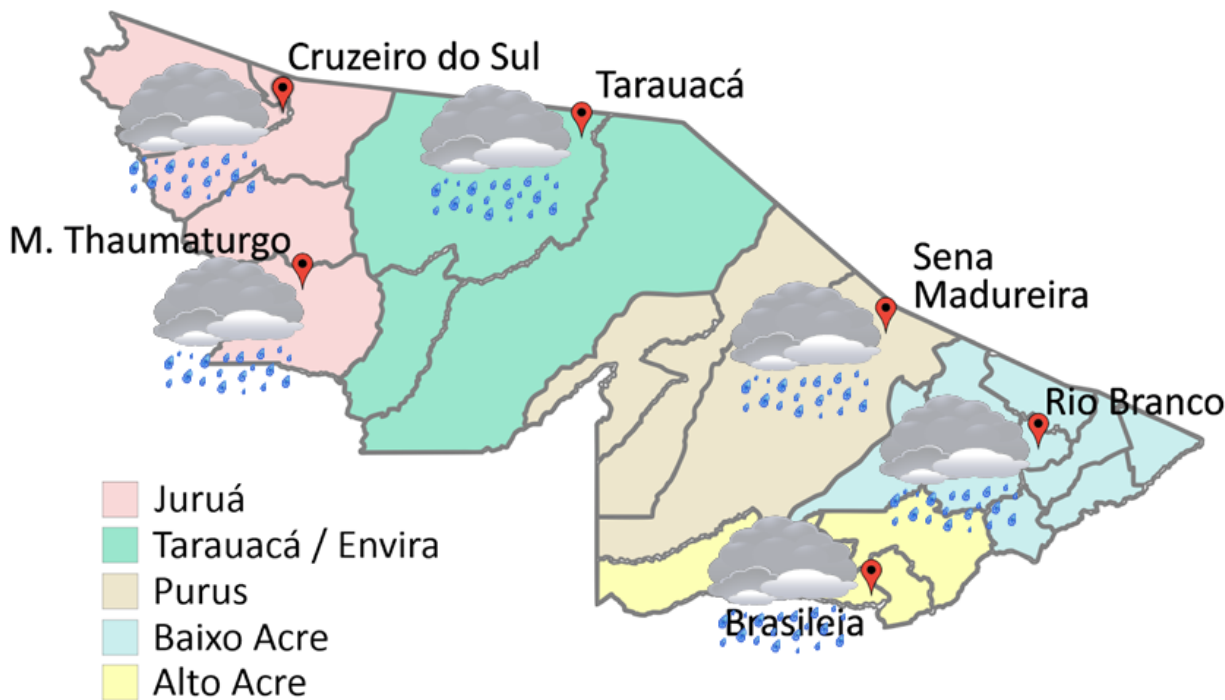 Cruzeiro do Sul
Tarauacá
M. Thaumaturgo
Sena
Madureira
Rio Branco
Brasileia
Juruá
Tarauacá / Envira
Purus
Baixo Acre
Alto Acre